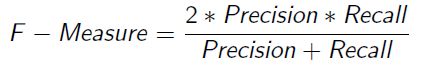 F − Measure = 2 * Precision * Recall / Precision + Recall